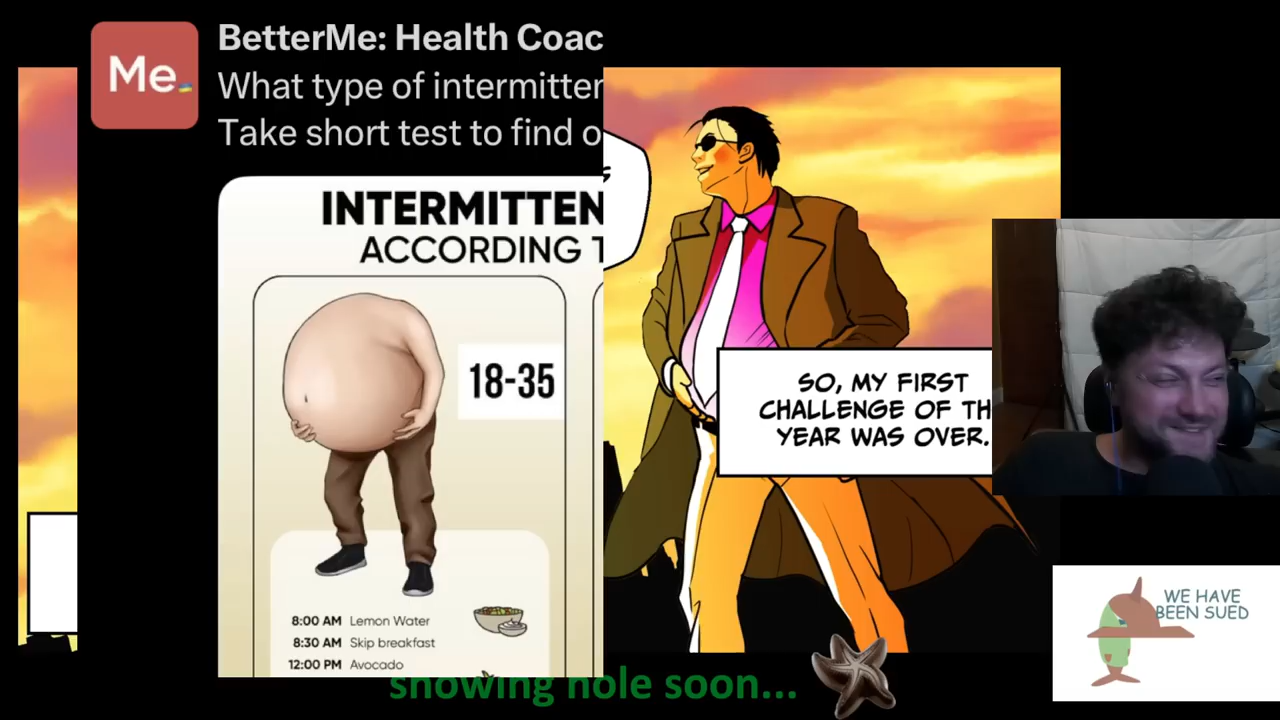 Me.
BetterMe: Health Coac
What type of intermitter
Take short test to find o
INTERMITTEN
ACCORDING T
18-35
8:00 AM Lemon Water
8:30 AM Skip breakfast
12:00 PM Avocado
SO, MY FIRST
CHALLENGE OF TH
YEAR WAS OVER.
WE HAVE
BEEN SUED
showing hole soon...